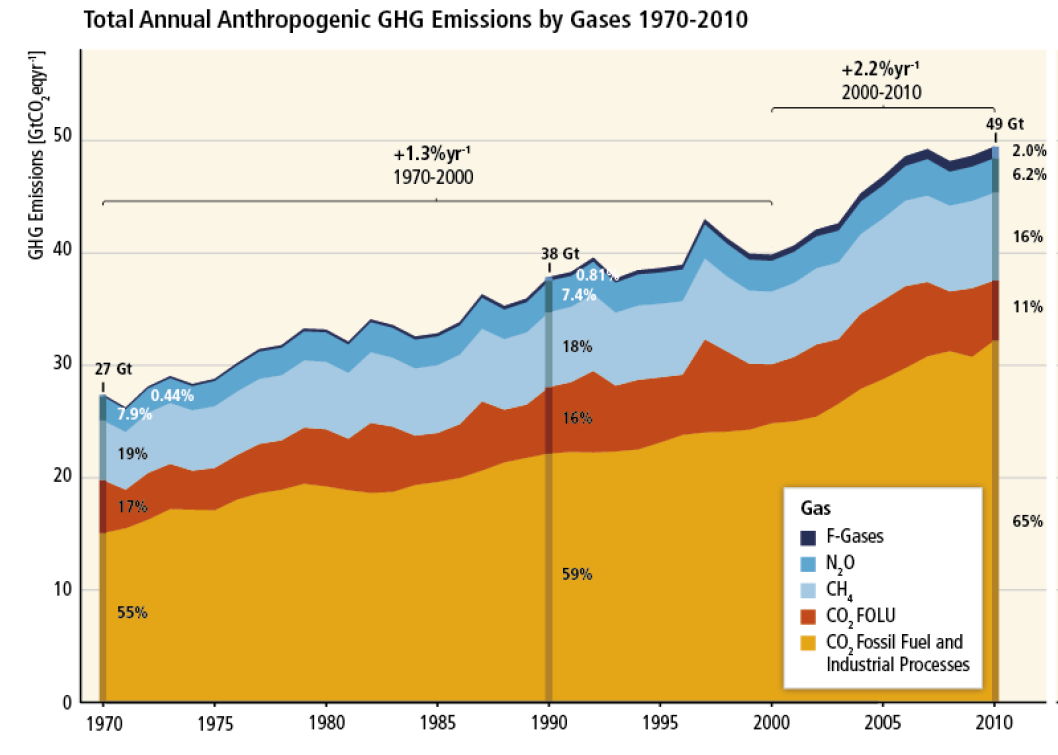 Total Annual Anthropogenic GHG Emissions by Gases 1970-2010
GHG Emissions [GtCO₂eqyr⁻¹]
+2.2%yr⁻¹
2000-2010
49 Gt
50
2.0%
+1.3%yr⁻¹
1970-2000
6.2%
40
38 Gt
16%
0.81%
7.4%
11%
18%
30
27 Gt
0.44%
7.9%
16%
19%
20
17%
Gas
65%
F-Gases
N₂O
59%
10
CH₄
55%
CO₂ FOLU
CO₂ Fossil Fuel and
Industrial Processes
0
1970 1975 1980 1985 1990 1995 2000 2005 2010